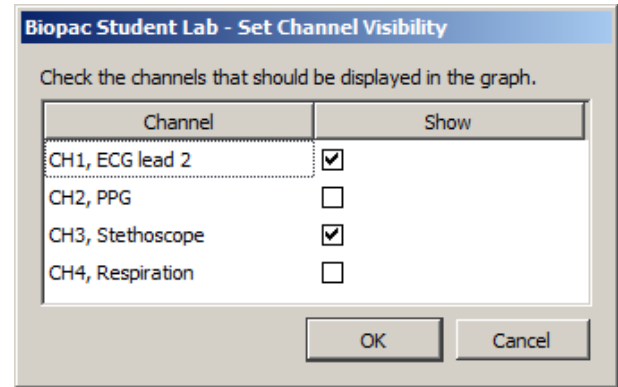 Biopac Student Lab - Set Channel Visibility
Check the channels that should be displayed in the graph.
Channel Show
CH1, ECG lead 2
CH2, PPG
CH3, Stethoscope
CH4, Respiration
OK Cancel